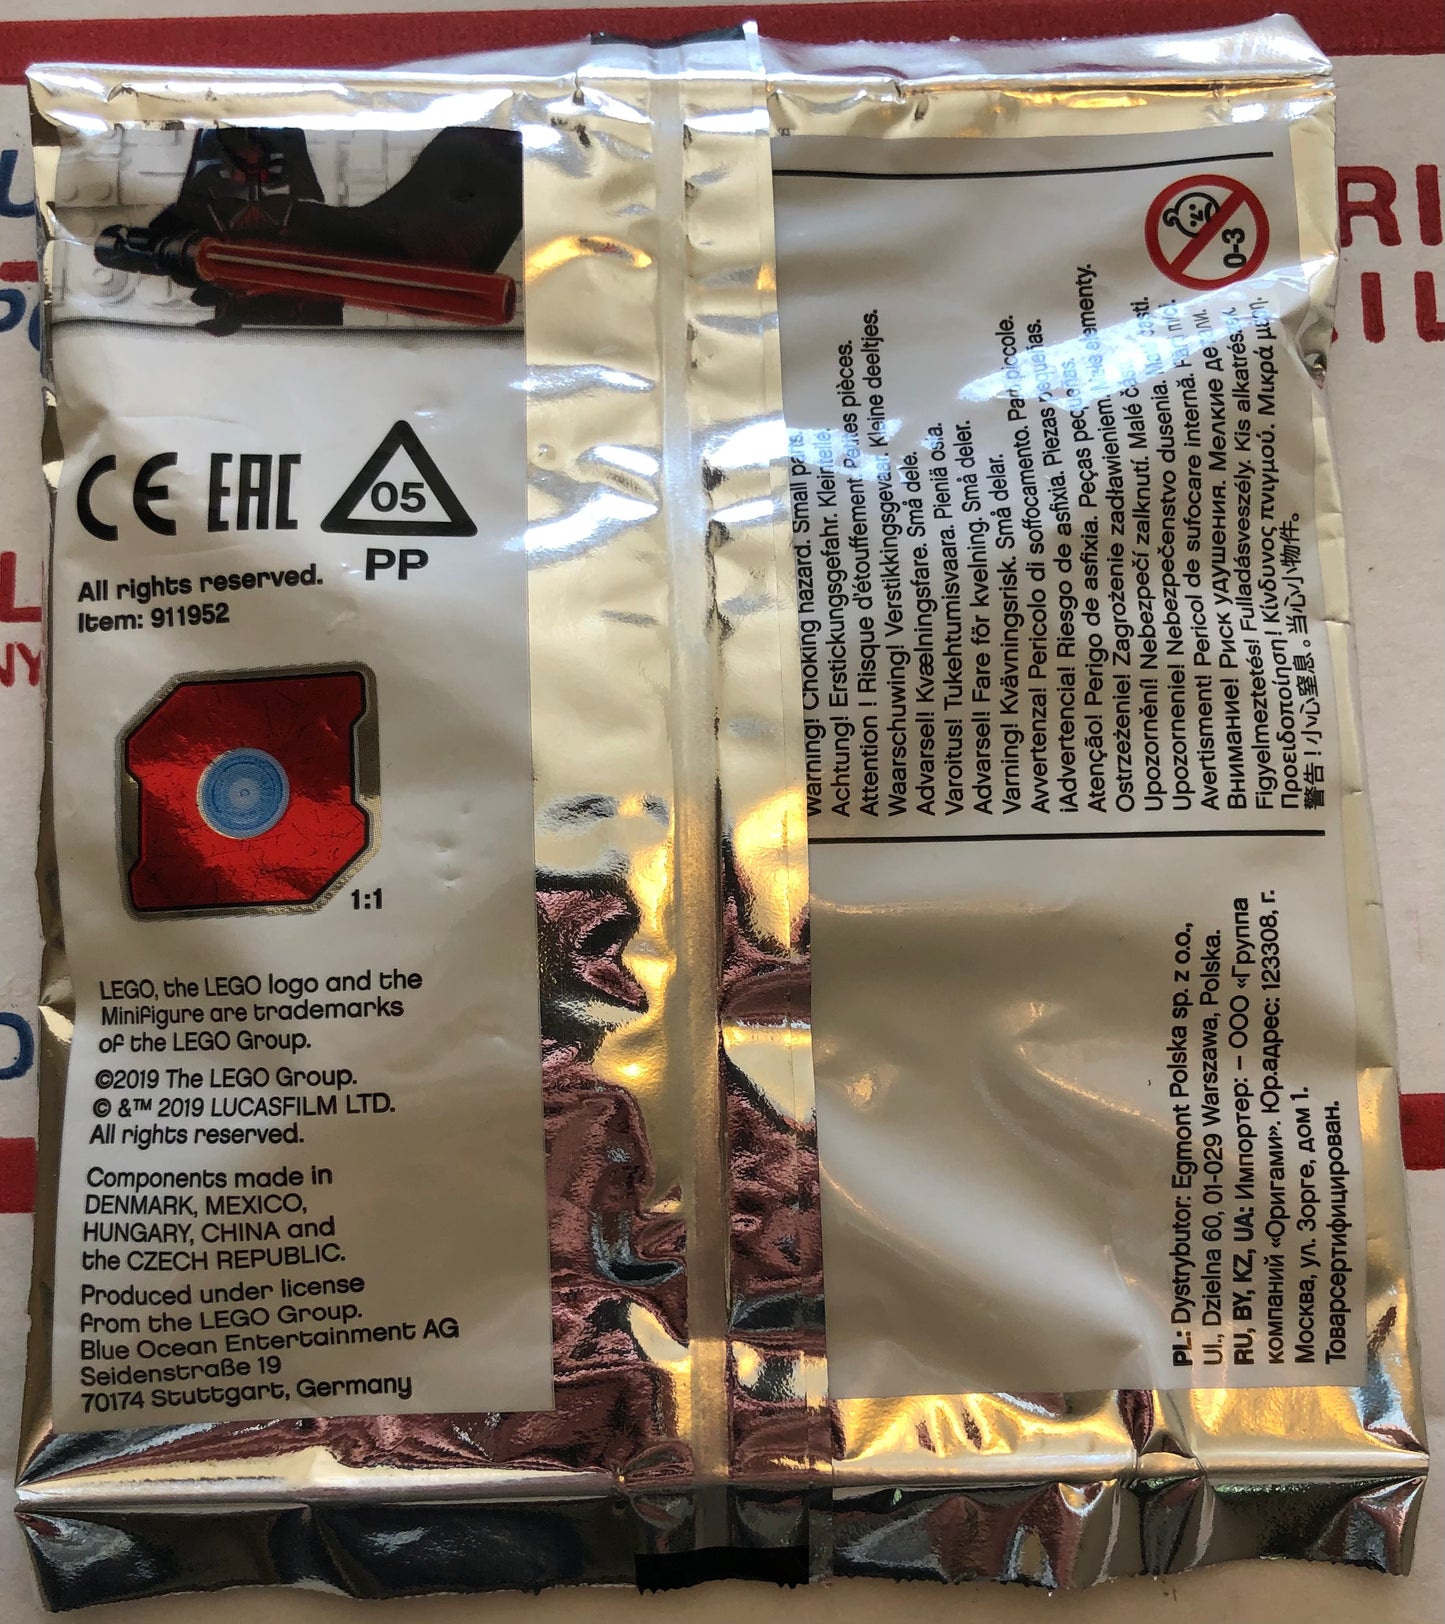 CE EAC 05
PP
All rights reserved.
Item: 911952
1:1
LEGO, the LEGO logo and the
Minifigure are trademarks
of the LEGO Group.
©2019 The LEGO Group.
© &™ 2019 LUCASFILM LTD.
All rights reserved.
Components made in
DENMARK, MEXICO,
HUNGARY, CHINA and
the CZECH REPUBLIC.
Produced under license
from the LEGO Group.
Blue Ocean Entertainment AG
Seidenstraße 19
70174 Stuttgart, Germany
0-3
Warning! Choking hazard. Small parts.
Achtung! Erstickungsgefahr. Kleinteile.
Attention ! Risque d'étouffement Petites pièces.
Waarschuwing! Verstikkingsgevaar. Kleine deeltjes.
Advarsel! Kvælningsfare. Små dele.
Varoitus! Tukehtumisvaara. Pieniä osia.
Advarsel! Fare för kvelning. Små deler.
Varning! Kvävningsrisk. Små delar.
Avvertenza! Pericolo di soffocamento. Parti piccole.
¡Advertencia! Riesgo de asfixia. Piezas pequeñas.
Atenção! Perigo de asfixia. Peças pequenas.
Ostrzeżenie! Zagrożenie zadławieniem. Małe elementy.
Upozornění! Nebezpečí zalknutí. Malé části.
Upozornenie! Nebezpečenstvo dusenia.
Avertisment! Pericol de sufocare internă.
Внимание! Риск удушения. Мелкие детали.
Figyelmeztetés! Fulladásveszély. Kis alkatrés
Προειδοποίηση! Κίνδυνος πνιγμού. Μικρά μέρη.
警告！小心窒息。当心小物件。
PL: Dystrybutor: Egmont Polska sp. z o.o.,
Ul., Dzielna 60, 01-029 Warszawa, Polska.
RU, BY, KZ, UA: Импортер: – ООО «Группа
компаний «Оригами». Юр.адрес: 123308, г.
Москва, ул. Зорге, дом 1.
Товарсертифицирован.
RI
IL